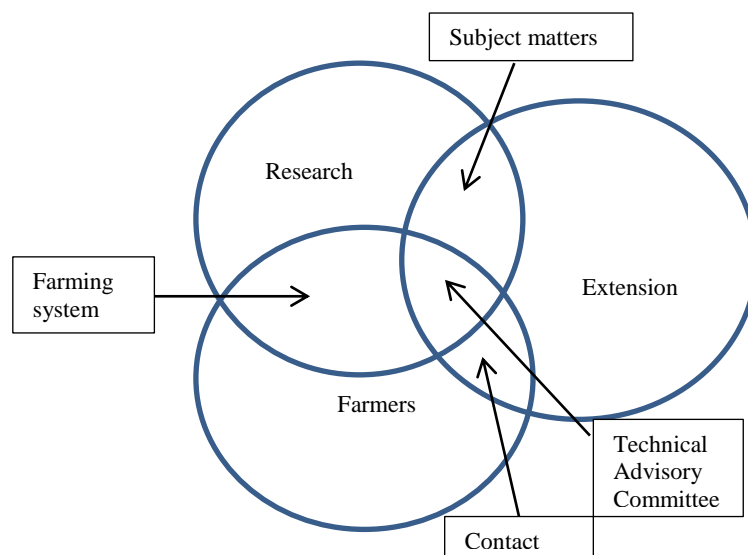 Subject matters
Research
Farming
system
Extension
Farmers
Technical
Advisory
Committee
Contact